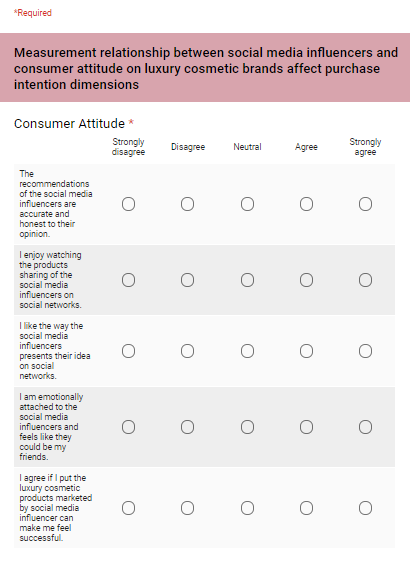 *Required
Measurement relationship between social media influencers and
consumer attitude on luxury cosmetic brands affect purchase
intention dimensions
Consumer Attitude *
Strongly
disagree
Disagree
Neutral
Agree
Strongly
agree
The
recommendations
of the social media
influencers are
accurate and
honest to their
opinion.
I enjoy watching
the products
sharing of the
social media
influencers on
social networks.
I like the way the
social media
influencers
presents their idea
on social
networks.
I am emotionally
attached to the
social media
influencers and
feels like they
could be my
friends.
I agree if I put the
luxury cosmetic
products marketed
by social media
influencer can
make me feel
successful.